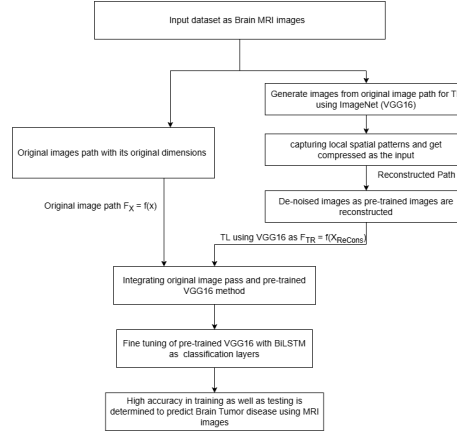 Input dataset as Brain MRI images
Generate images from original image path for
using ImageNet (VGG16)
Original images path with its original dimensions
capturing local spatial patterns and get
compressed as the input
Reconstructed Path
De-noised images as pre-trained images are
reconstructed
Original image path FX = f(x)
TL using VGG16 as FTR = f(XReCons)
Integrating original image pass and pre-trained
VGG16 method
Fine tuning of pre-trained VGG16 with BiLSTM
as classification layers
High accuracy in training as well as testing is
determined to predict Brain Tumor disease using MRI
images